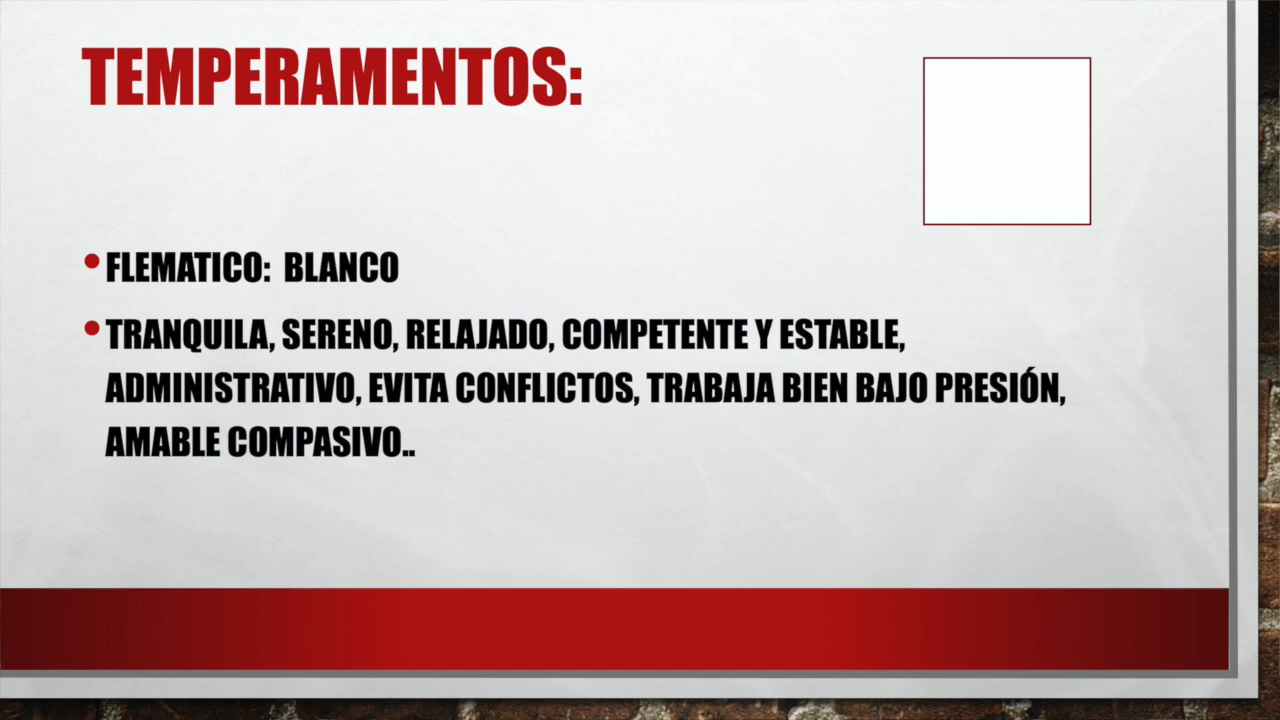 TEMPERAMENTOS:
• FLEMATICO:  BLANCO
• TRANQUILA, SERENO, RELAJADO, COMPETENTE Y ESTABLE,
ADMINISTRATIVO, EVITA CONFLICTOS, TRABAJA BIEN BAJO PRESIÓN,
AMABLE COMPASIVO..